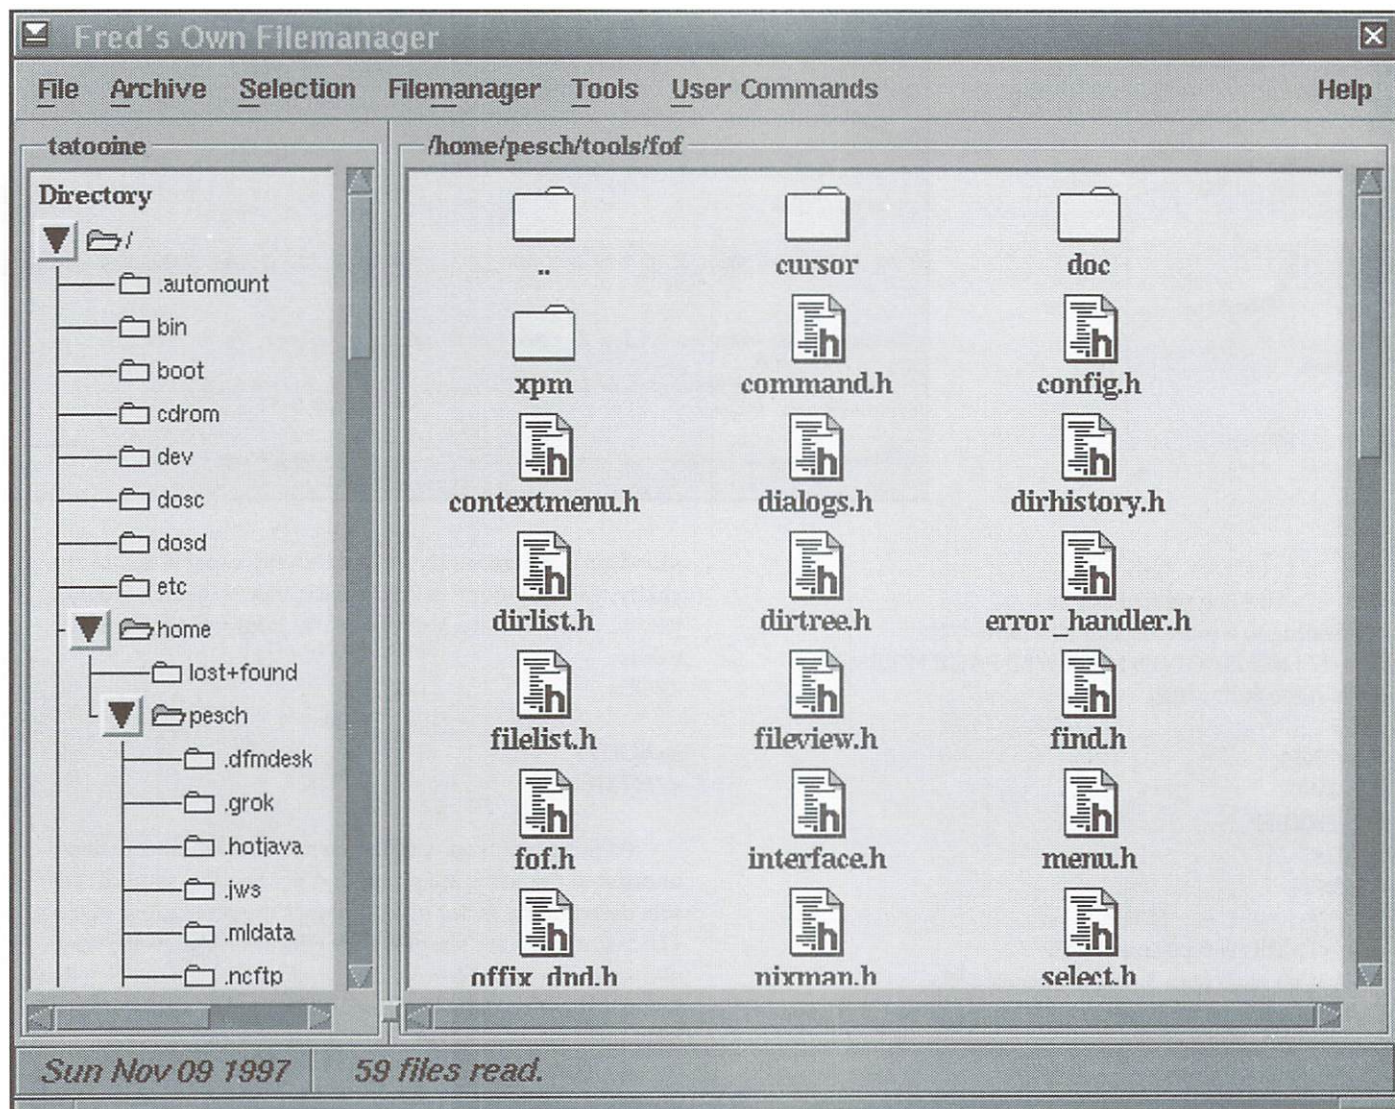 Fred's Own Filemanager
File Archive Selection Filemanager Tools User Commands Help
tatooine
Directory
/
.automount
bin
boot
cdrom
dev
dosc
dosd
etc
home
lost+found
pesch
.dfmdesk
.grok
.hotjava
.jws
.mldata
.ncftp
/home/pesch/tools/fof
.. cursor doc
xpm command.h config.h
contextmenu.h dialogs.h dirhistory.h
dirlist.h dirtree.h error_handler.h
filelist.h fileview.h find.h
fof.h interface.h menu.h
offix_dnd.h pixman.h select.h
Sun Nov 09 1997 59 files read.